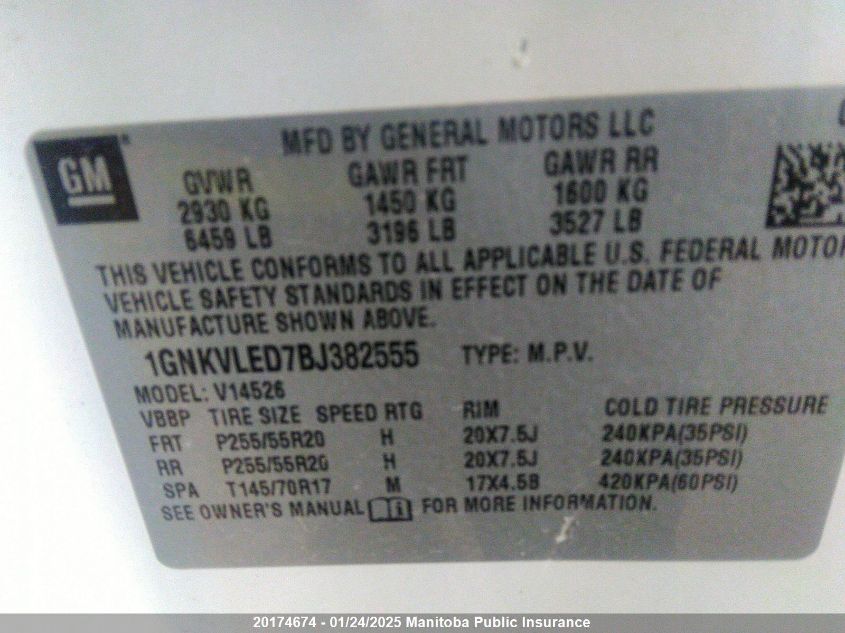 MFD BY GENERAL MOTORS LLC
GM
GVWR GAWR FRT GAWR RR
2930 KG 1450 KG 1600 KG
6459 LB 3196 LB 3527 LB
THIS VEHICLE CONFORMS TO ALL APPLICABLE U.S. FEDERAL MOTOR
VEHICLE SAFETY STANDARDS IN EFFECT ON THE DATE OF
MANUFACTURE SHOWN ABOVE.
1GNKVLED7BJ382555 TYPE: M.P.V.
MODEL: V14526
VBBP TIRE SIZE SPEED RTG RIM COLD TIRE PRESSURE
FRT P255/55R20 H 20X7.5J 240KPA(35PSI)
RR P255/55R20 H 20X7.5J 240KPA(35PSI)
SPA T145/70R17 M 17X4.5B 420KPA(60PSI)
SEE OWNER'S MANUAL FOR MORE INFORMATION.
20174674 - 01/24/2025 Manitoba Public Insurance